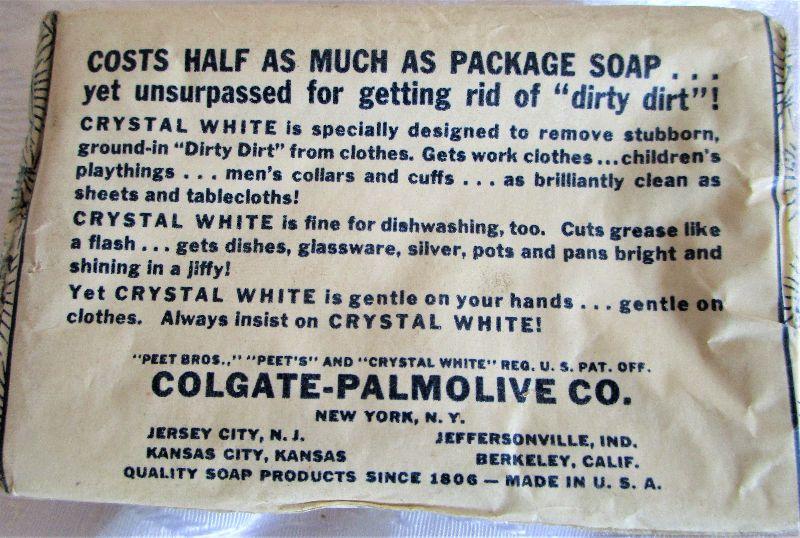 COSTS HALF AS MUCH AS PACKAGE SOAP . . .
yet unsurpassed for getting rid of "dirty dirt"!
CRYSTAL WHITE is specially designed to remove stubborn,
ground-in "Dirty Dirt" from clothes. Gets work clothes ... children's
playthings . . . men's collars and cuffs . . . as brilliantly clean as
sheets and tablecloths!
CRYSTAL WHITE is fine for dishwashing, too. Cuts grease like
a flash . . . gets dishes, glassware, silver, pots and pans bright and
shining in a jiffy!
Yet CRYSTAL WHITE is gentle on your hands . . . gentle on
clothes. Always insist on CRYSTAL WHITE!
"PEET BROS.," "PEET'S" AND "CRYSTAL WHITE" REG. U. S. PAT. OFF.
COLGATE-PALMOLIVE CO.
NEW YORK, N. Y.
JERSEY CITY, N. J. JEFFERSONVILLE, IND.
KANSAS CITY, KANSAS BERKELEY, CALIF.
QUALITY SOAP PRODUCTS SINCE 1806 — MADE IN U. S. A.